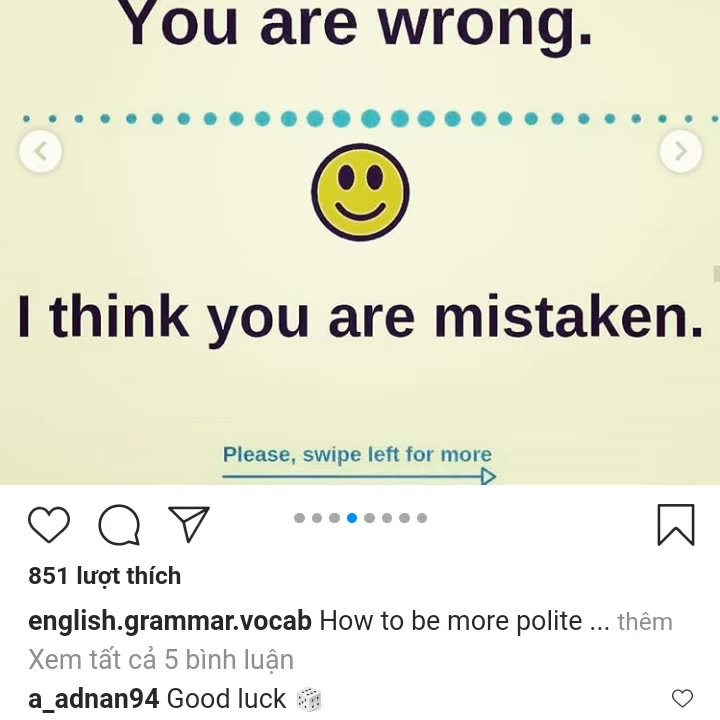 You are wrong.
I think you are mistaken.
Please, swipe left for more
851 lượt thích
english.grammar.vocab How to be more polite ... thêm
Xem tất cả 5 bình luận
a_adnan94 Good luck 🎲